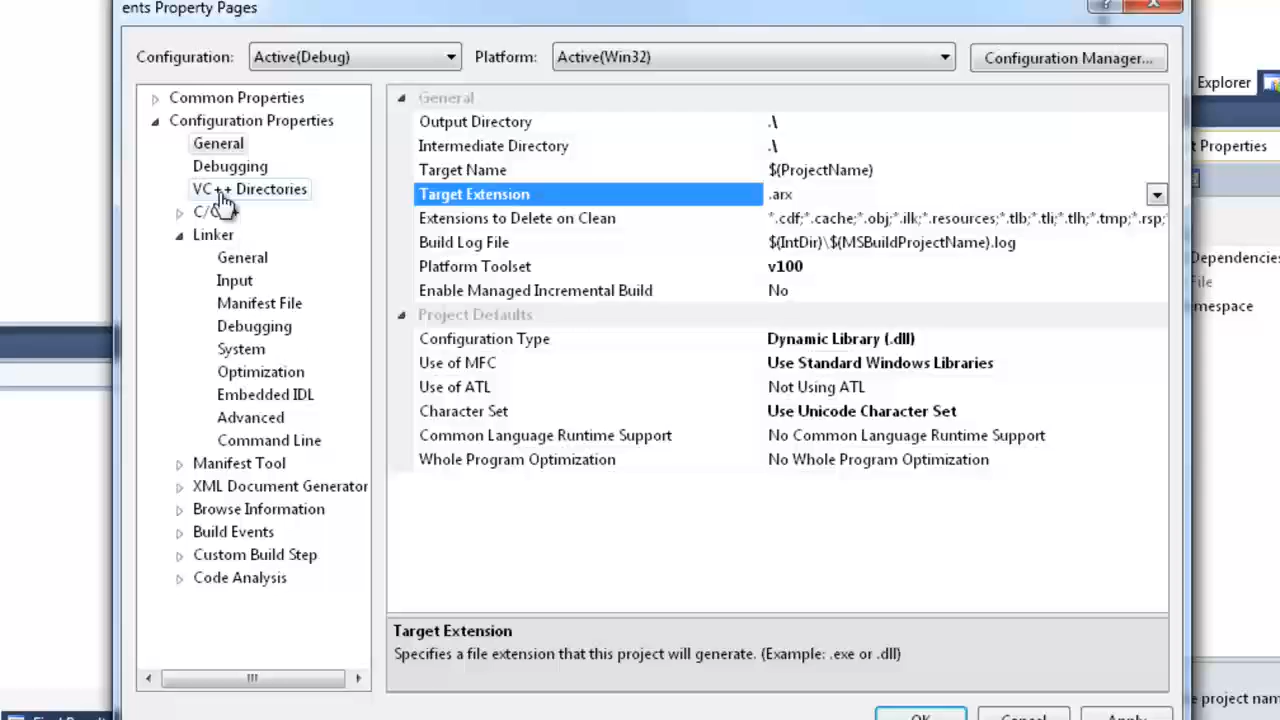 ents Property Pages
Configuration: Active(Debug) Platform: Active(Win32) Configuration Manager...
Explorer
t Properties
Common Properties
Configuration Properties
General
Debugging
VC++ Directories
Linker
General
Input
Manifest File
Debugging
System
Optimization
Embedded IDL
Advanced
Command Line
Manifest Tool
XML Document Generator
Browse Information
Build Events
Custom Build Step
Code Analysis
General
Output Directory .\
Intermediate Directory .\
Target Name $(ProjectName)
Target Extension .arx
Extensions to Delete on Clean *.cdf;*.cache;*.obj;*.ilk;*.resources;*.tlb;*.tli;*.tlh;*.tmp;*.rsp;
Build Log File $(IntDir)\$(MSBuildProjectName).log
Platform Toolset v100
Enable Managed Incremental Build No
Project Defaults
Configuration Type Dynamic Library (.dll)
Use of MFC Use Standard Windows Libraries
Use of ATL Not Using ATL
Character Set Use Unicode Character Set
Common Language Runtime Support No Common Language Runtime Support
Whole Program Optimization No Whole Program Optimization
Target Extension
Specifies a file extension that this project will generate. (Example: .exe or .dll)
Dependencies
File
mespace
e project nam
OK Cancel Apply